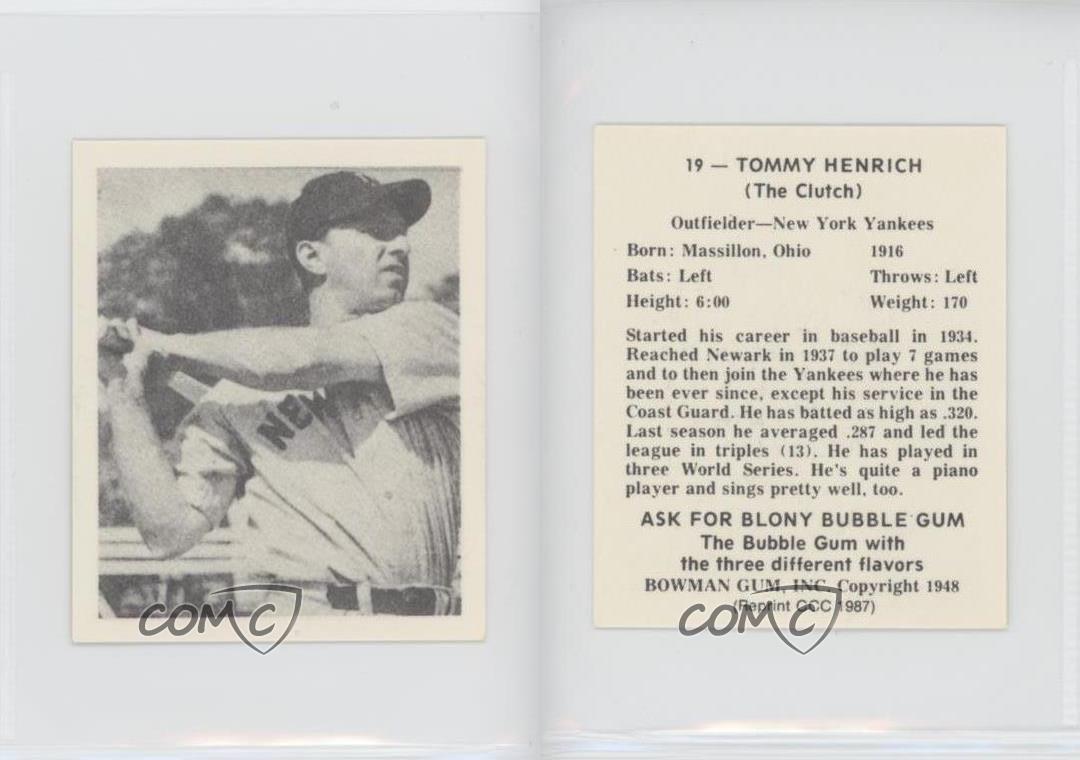 NEW
COMC
19 — TOMMY HENRICH
(The Clutch)
Outfielder—New York Yankees
Born: Massillon, Ohio 1916
Bats: Left Throws: Left
Height: 6:00 Weight: 170
Started his career in baseball in 1934.
Reached Newark in 1937 to play 7 games
and to then join the Yankees where he has
been ever since, except his service in the
Coast Guard. He has batted as high as .320.
Last season he averaged .287 and led the
league in triples (13). He has played in
three World Series. He's quite a piano
player and sings pretty well, too.
ASK FOR BLONY BUBBLE GUM
The Bubble Gum with
the three different flavors
BOWMAN GUM, INC. Copyright 1948
(Reprint CCC 1987)
COMC